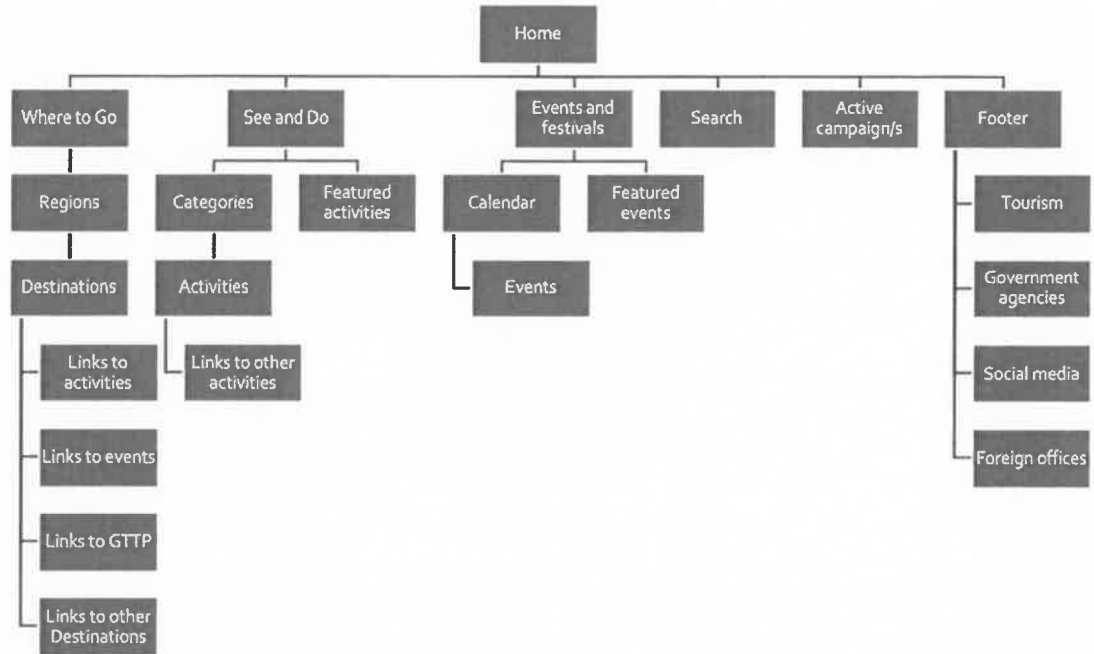 Home
Where to Go
See and Do
Events and
festivals
Search
Active
campaign/s
Footer
Regions
Categories
Featured
activities
Calendar
Featured
events
Tourism
Destinations
Activities
Events
Government
agencies
Links to
activities
Links to other
activities
Social media
Links to events
Foreign offices
Links to GTTP
Links to other
Destinations